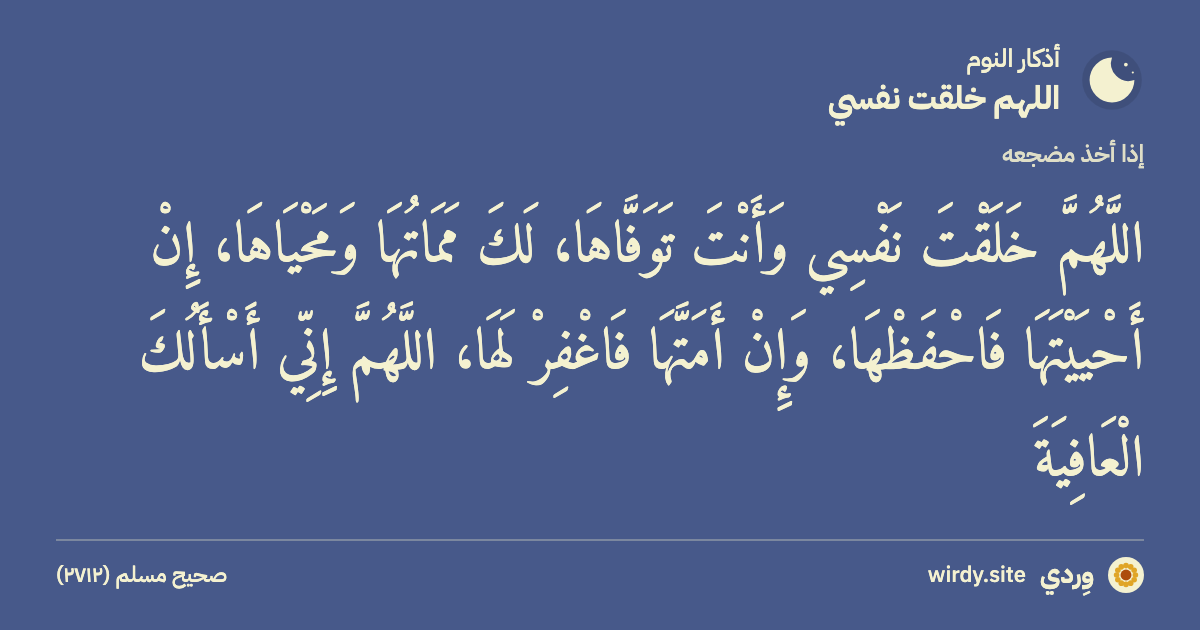 أذكار النوم
اللهم خلقت نفسي
إذا أخذ مضجعه
اللَّهُمَّ خَلَقْتَ نَفْسِي وَأَنْتَ تَوَفَّاهَا، لَكَ مَمَاتُهَا وَمَحْيَاهَا، إِنْ
أَحْيَيْتَهَا فَاحْفَظْهَا، وَإِنْ أَمَتَّهَا فَاغْفِرْ لَهَا، اللَّهُمَّ إِنِّي أَسْأَلُكَ
الْعَافِيَةَ
وِردي wirdy.site
صحيح مسلم (٢٧١٢)